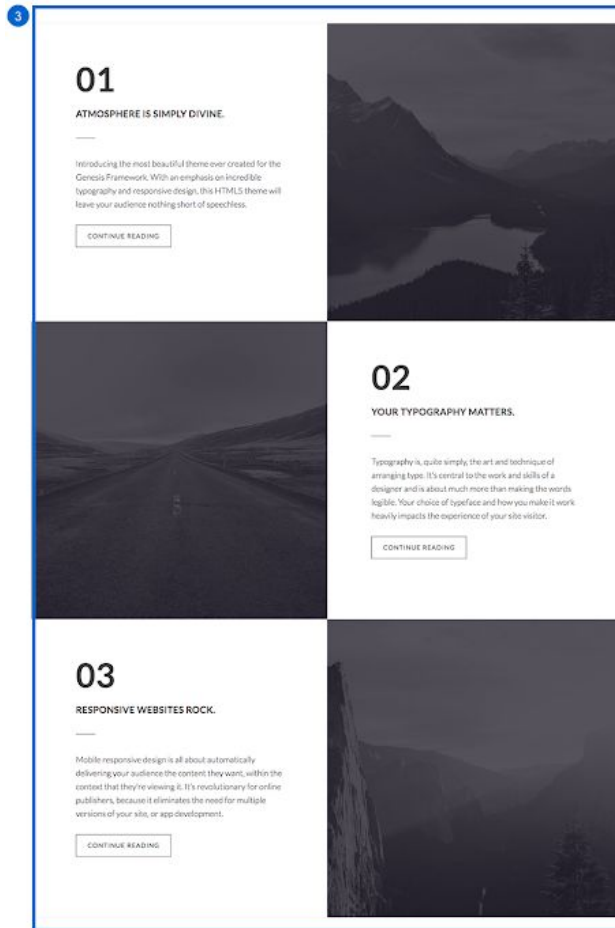 3
01
ATMOSPHERE IS SIMPLY DIVINE.
Introducing the most beautiful theme ever created for the
Genesis Framework. With an emphasis on incredible
typography and responsive design, this HTML5 theme will
leave your audience nothing short of speechless.
CONTINUE READING
02
YOUR TYPOGRAPHY MATTERS.
Typography is, quite simply, the art and technique of
arranging type. It's central to the work and skills of a
designer and is about much more than making the words
legible. Your choice of typeface and how you make it work
heavily impacts the experience of your site visitor.
CONTINUE READING
03
RESPONSIVE WEBSITES ROCK.
Mobile responsive design is all about automatically
delivering your audience the content they want, within the
context that they're viewing it. It's revolutionary for online
publishers, because it eliminates the need for multiple
versions of your site, or app development.
CONTINUE READING